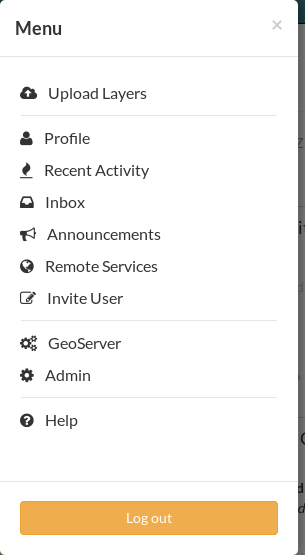 Menu
×
Upload Layers
Profile
Recent Activity
Inbox
Announcements
Remote Services
Invite User
GeoServer
Admin
Help
Log out